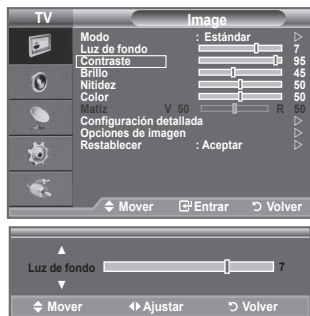 TV Image
Modo : Estándar
Luz de fondo 7
Contraste 95
Brillo 45
Nitidez 50
Color 50
Matiz V 50 R 50
Configuración detallada
Opciones de imagen
Restablecer : Aceptar
Mover Entrar Volver
Luz de fondo 7
Mover Ajustar Volver